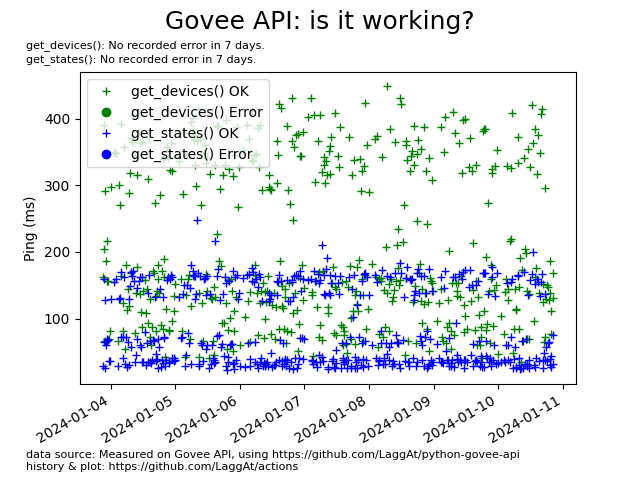 Govee API: is it working?
get_devices(): No recorded error in 7 days.
get_states(): No recorded error in 7 days.
get_devices() OK
get_devices() Error
get_states() OK
get_states() Error
Ping (ms)
400
300
200
100
2024-01-04
2024-01-05
2024-01-06
2024-01-07
2024-01-08
2024-01-09
2024-01-10
2024-01-11
data source: Measured on Govee API, using https://github.com/LaggAt/python-govee-api
history & plot: https://github.com/LaggAt/actions